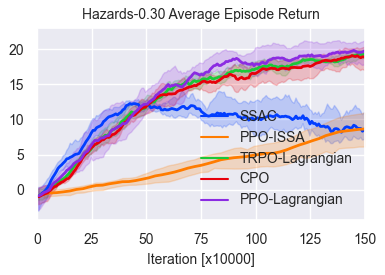 Hazards-0.30 Average Episode Return
20
15
10
5
0
SSAC
PPO-ISSA
TRPO-Lagrangian
CPO
PPO-Lagrangian
0 25 50 75 100 125 150
Iteration [x10000]